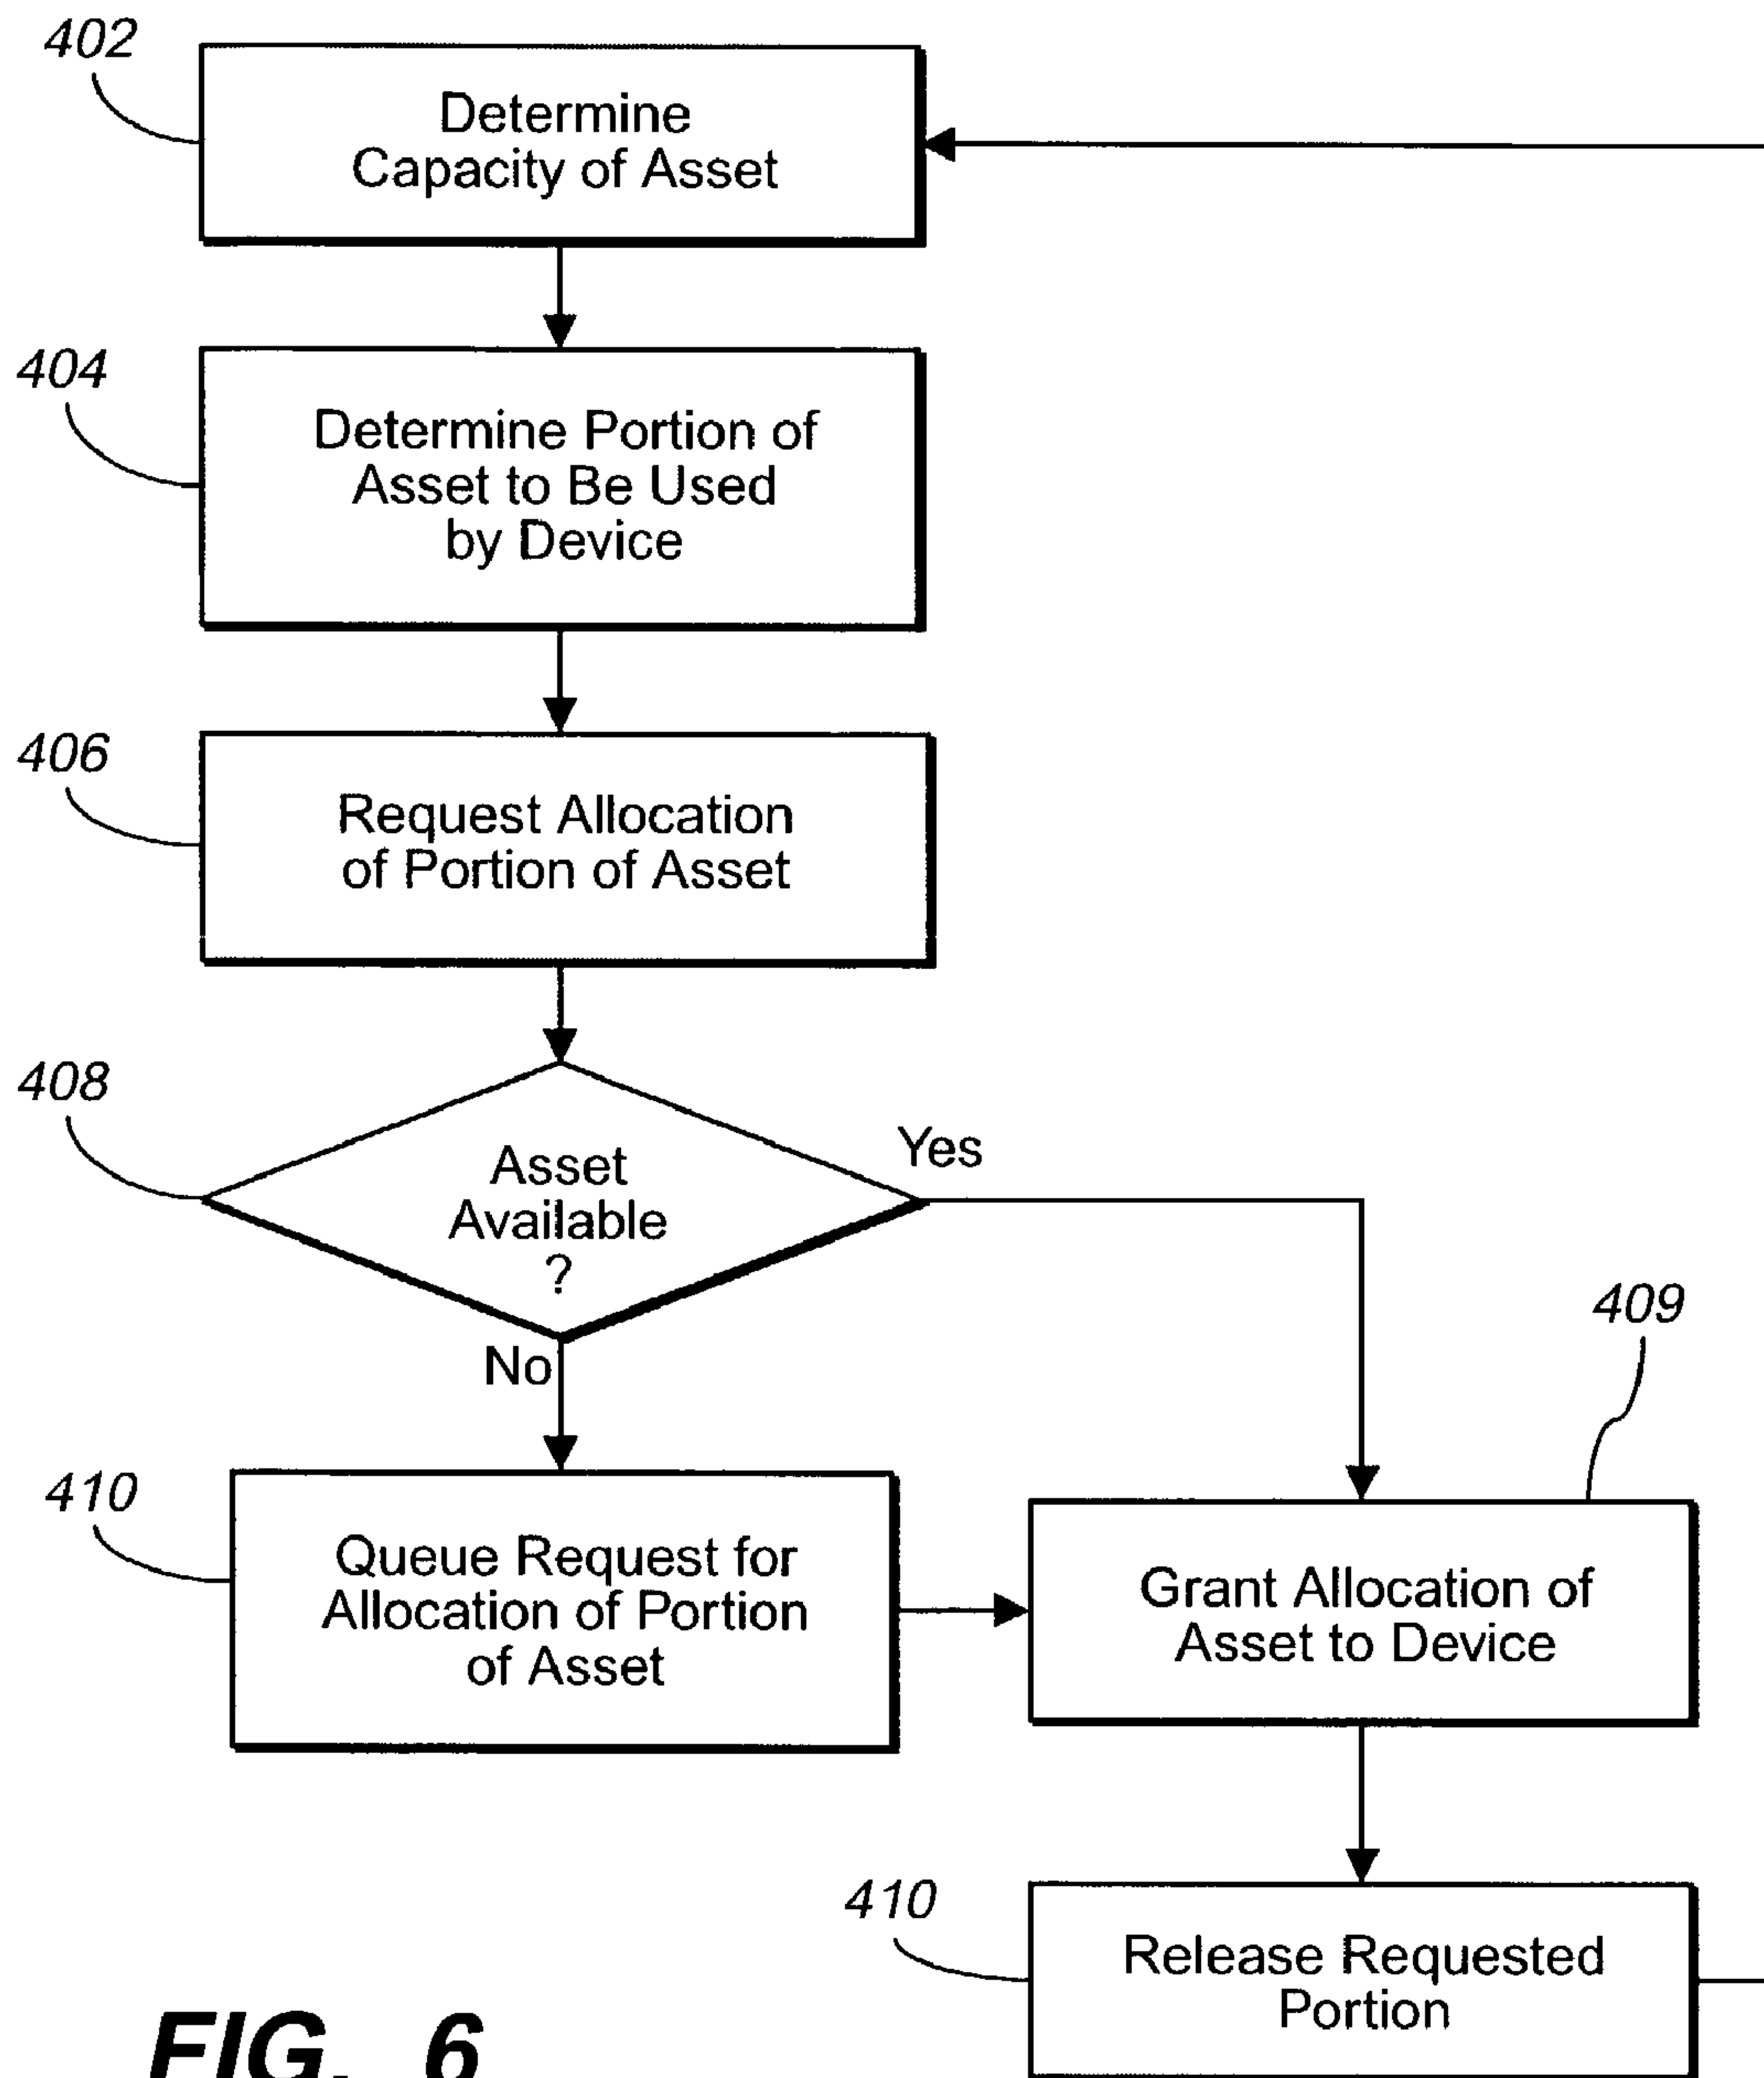 402
Determine
Capacity of Asset
404
Determine Portion of
Asset to Be Used
by Device
406
Request Allocation
of Portion of Asset
408
Asset
Available
?
Yes
No
409
410
Queue Request for
Allocation of Portion
of Asset
Grant Allocation of
Asset to Device
410
Release Requested
Portion
FIG. 6